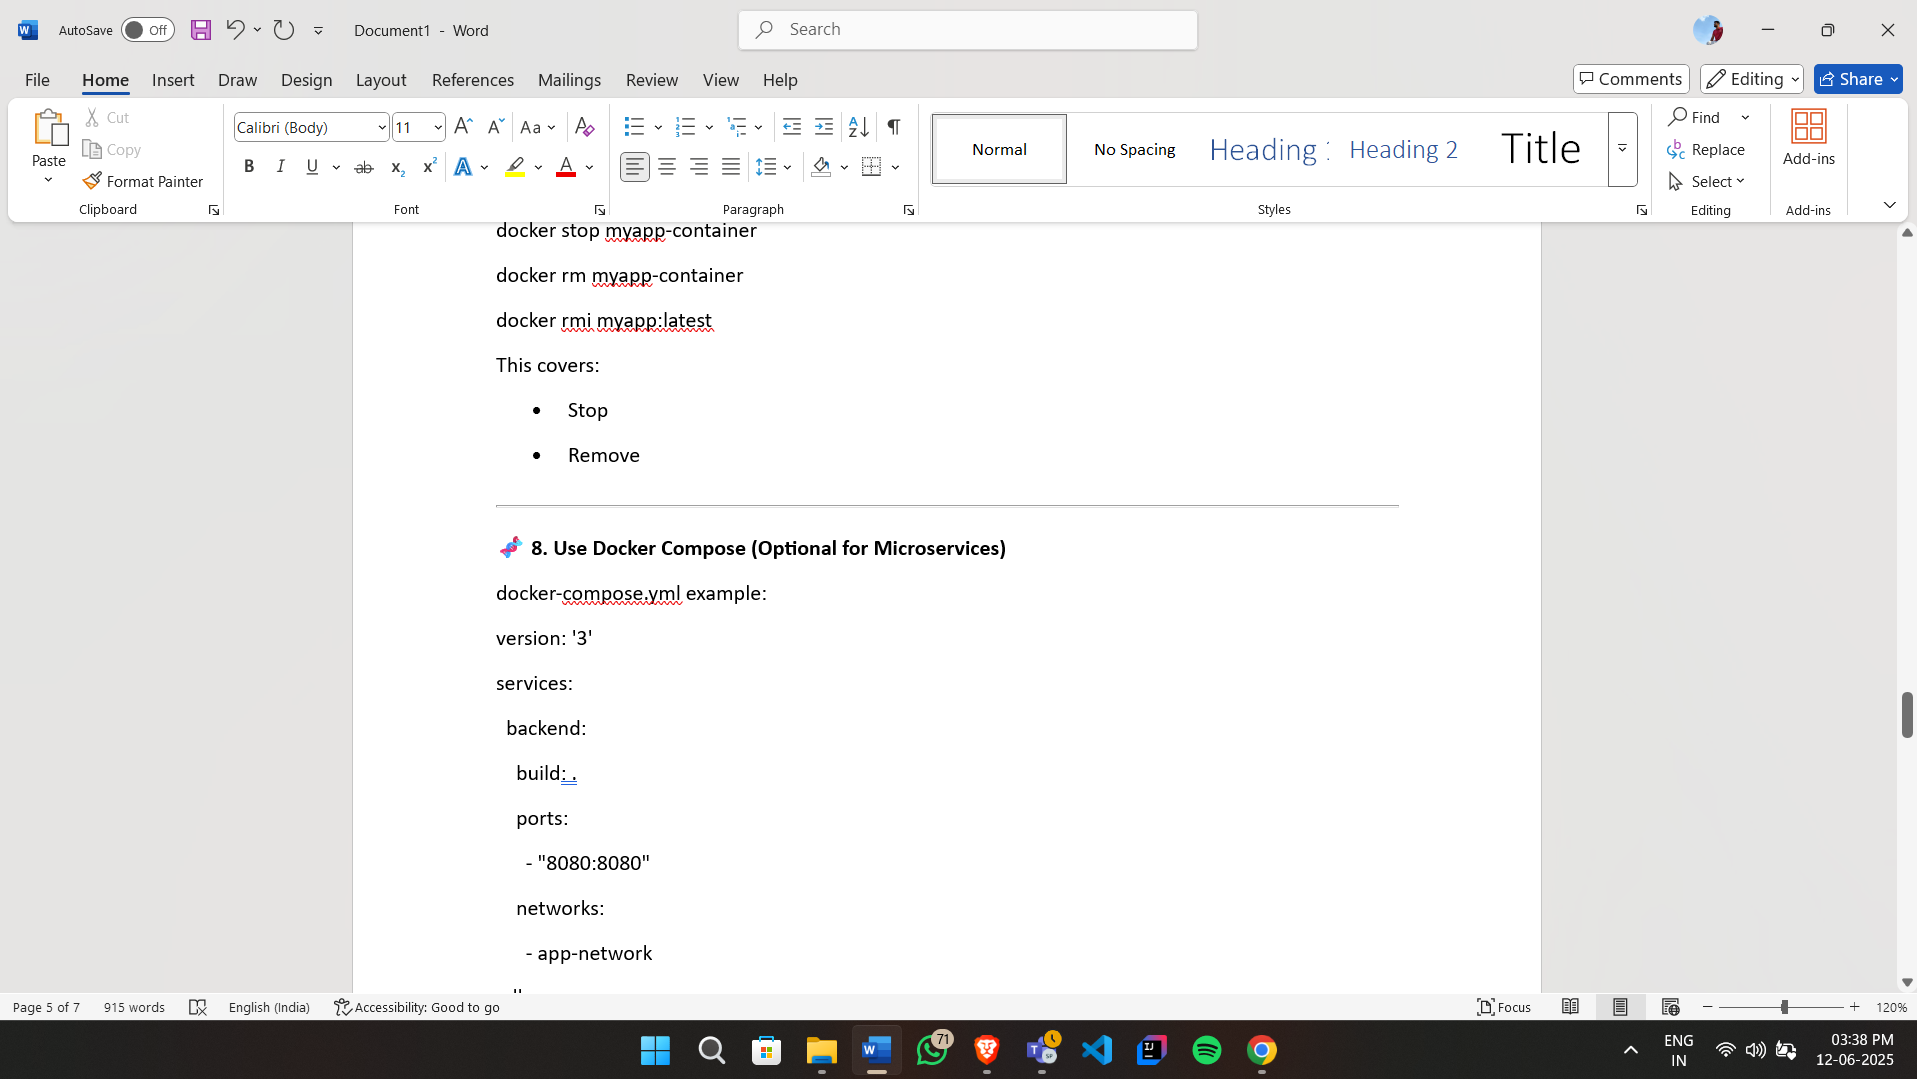 AutoSave Off Document1 - Word Search
File Home Insert Draw Design Layout References Mailings Review View Help Comments Editing Share
Paste Cut Copy Format Painter Clipboard
Calibri (Body) 11 Font
Paragraph
Normal No Spacing Heading Heading 2 Title Styles
Find Replace Select Editing
Add-ins Add-ins
docker stop myapp-container
docker rm myapp-container
docker rmi myapp:latest
This covers:
• Stop
• Remove
8. Use Docker Compose (Optional for Microservices)
docker-compose.yml example:
version: '3'
services:
backend:
build: .
ports:
- "8080:8080"
networks:
- app-network
Page 5 of 7 915 words English (India) Accessibility: Good to go Focus 120%
71 ENG 03:38 PM
IN 12-06-2025